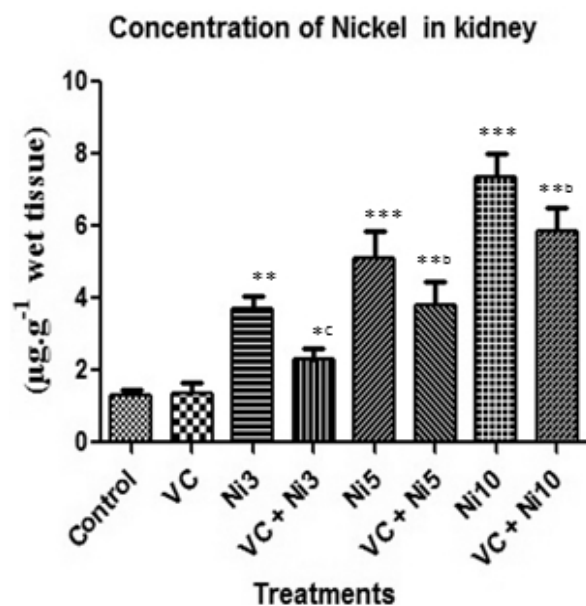 Concentration of Nickel in kidney
(µg.g⁻¹ wet tissue)
10
8
6
4
2
0
**
*c
***
**b
***
**b
Control
VC
Ni3
VC + Ni3
Ni5
VC + Ni5
Ni10
VC + Ni10
Treatments